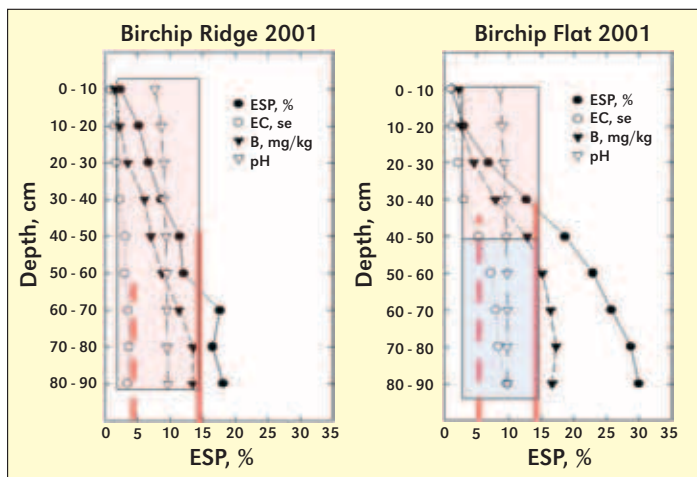 Birchip Ridge 2001
0 - 10
10 - 20
20 - 30
30 - 40
40 - 50
50 - 60
60 - 70
70 - 80
80 - 90
Depth, cm
ESP, %
EC, se
B, mg/kg
pH
0 5 10 15 20 25 30 35
ESP, %
Birchip Flat 2001
0 - 10
10 - 20
20 - 30
30 - 40
40 - 50
50 - 60
60 - 70
70 - 80
80 - 90
Depth, cm
ESP, %
EC, se
B, mg/kg
pH
0 5 10 15 23 25 30 35
ESP, %